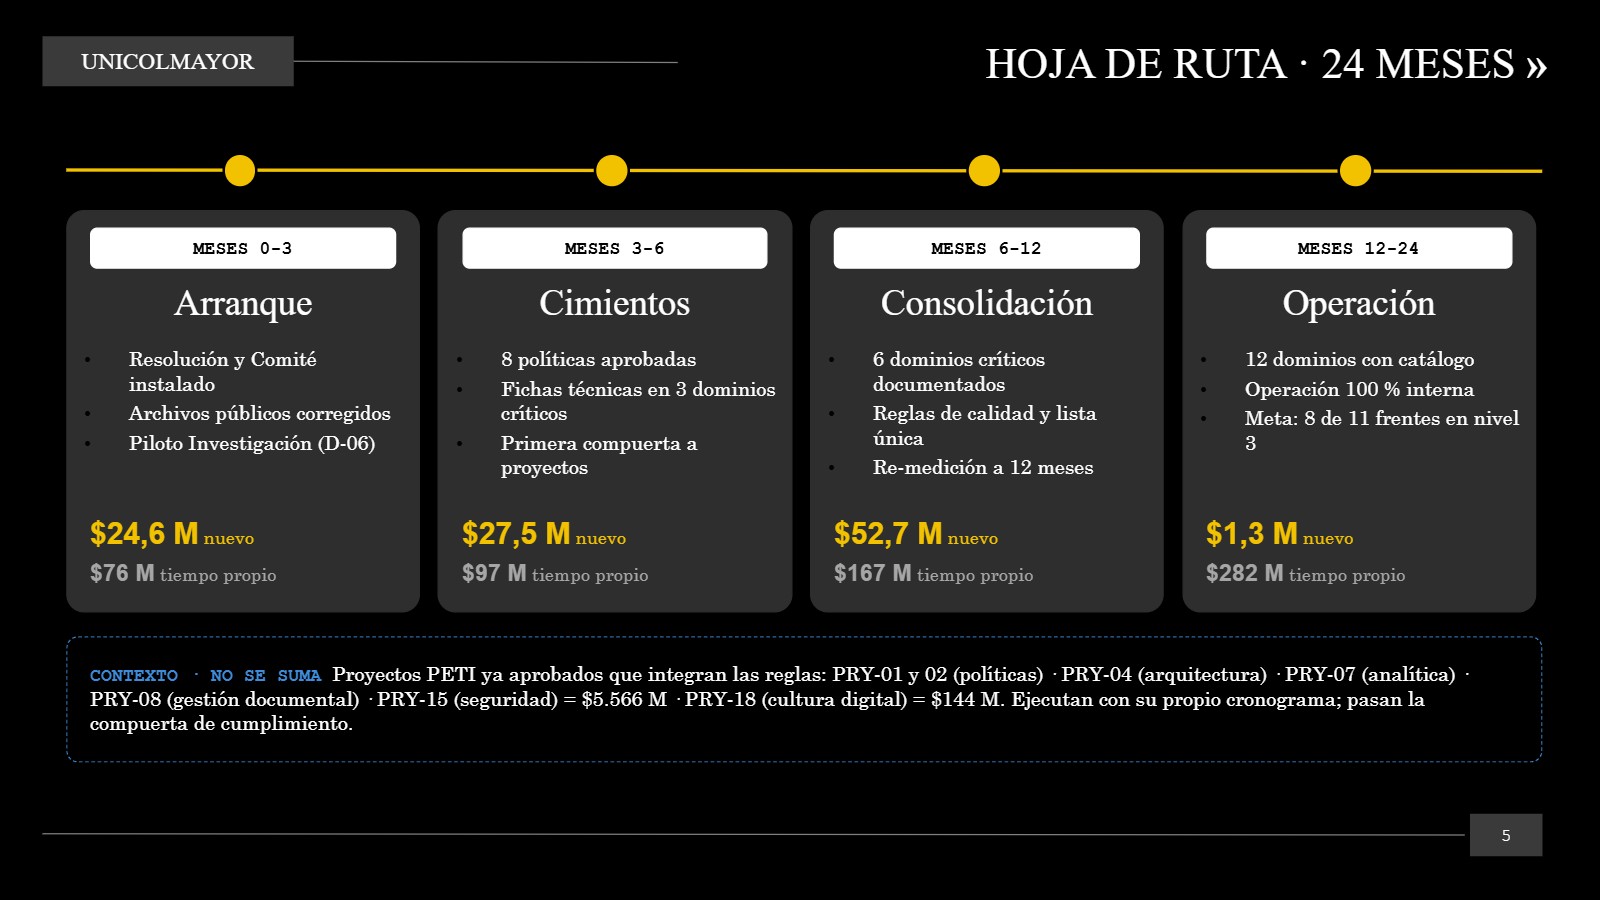 UNICOLMAYOR
HOJA DE RUTA · 24 MESES »
MESES 0-3
Arranque
• Resolución y Comité
instalado
• Archivos públicos corregidos
• Piloto Investigación (D-06)
$24,6 M nuevo
$76 M tiempo propio
MESES 3-6
Cimientos
• 8 políticas aprobadas
• Fichas técnicas en 3 dominios
críticos
• Primera compuerta a
proyectos
$27,5 M nuevo
$97 M tiempo propio
MESES 6-12
Consolidación
• 6 dominios críticos
documentados
• Reglas de calidad y lista
única
• Re-medición a 12 meses
$52,7 M nuevo
$167 M tiempo propio
MESES 12-24
Operación
• 12 dominios con catálogo
• Operación 100 % interna
• Meta: 8 de 11 frentes en nivel
3
$1,3 M nuevo
$282 M tiempo propio
CONTEXTO · NO SE SUMA Proyectos PETI ya aprobados que integran las reglas: PRY-01 y 02 (políticas) · PRY-04 (arquitectura) · PRY-07 (analítica) ·
PRY-08 (gestión documental) · PRY-15 (seguridad) = $5.566 M · PRY-18 (cultura digital) = $144 M. Ejecutan con su propio cronograma; pasan la
compuerta de cumplimiento.
5